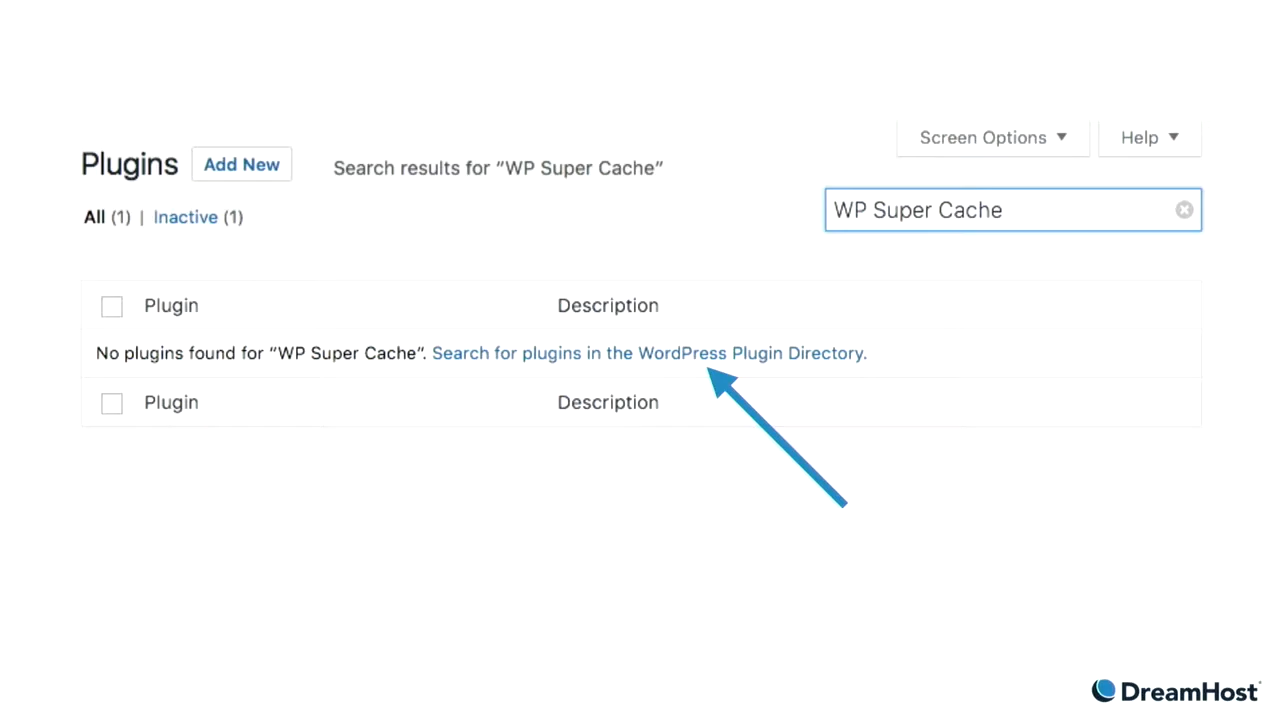 Screen Options ▼ Help ▼
Plugins Add New Search results for “WP Super Cache”
WP Super Cache
All (1) | Inactive (1)
Plugin Description
No plugins found for “WP Super Cache”. Search for plugins in the WordPress Plugin Directory.
Plugin Description
DreamHost